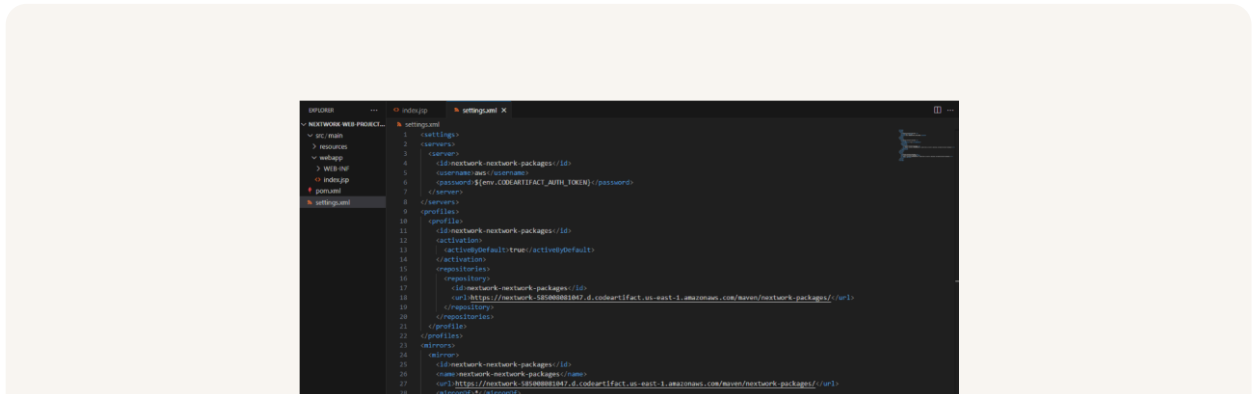 EXPLORER ...
index.jsp settings.xml X
NEXTWORK-WEB-PROJECT...
src/main
resources
webapp
WEB-INF
index.jsp
pom.xml
settings.xml
settings.xml
1 <settings>
2 <servers>
3 <server>
4 <id>nextwork-nextwork-packages</id>
5 <username>aws</username>
6 <password>${env.CODEARTIFACT_AUTH_TOKEN}</password>
7 </server>
8 </servers>
9 <profiles>
10 <profile>
11 <id>nextwork-nextwork-packages</id>
12 <activation>
13 <activeByDefault>true</activeByDefault>
14 </activation>
15 <repositories>
16 <repository>
17 <id>nextwork-nextwork-packages</id>
18 <url>https://nextwork-585008081047.d.codeartifact.us-east-1.amazonaws.com/maven/nextwork-packages/</url>
19 </repository>
20 </repositories>
21 </profile>
22 </profiles>
23 <mirrors>
24 <mirror>
25 <id>nextwork-nextwork-packages</id>
26 <name>nextwork-nextwork-packages</name>
27 <url>https://nextwork-585008081047.d.codeartifact.us-east-1.amazonaws.com/maven/nextwork-packages/</url>
28 <mirrorOf>*</mirrorOf>